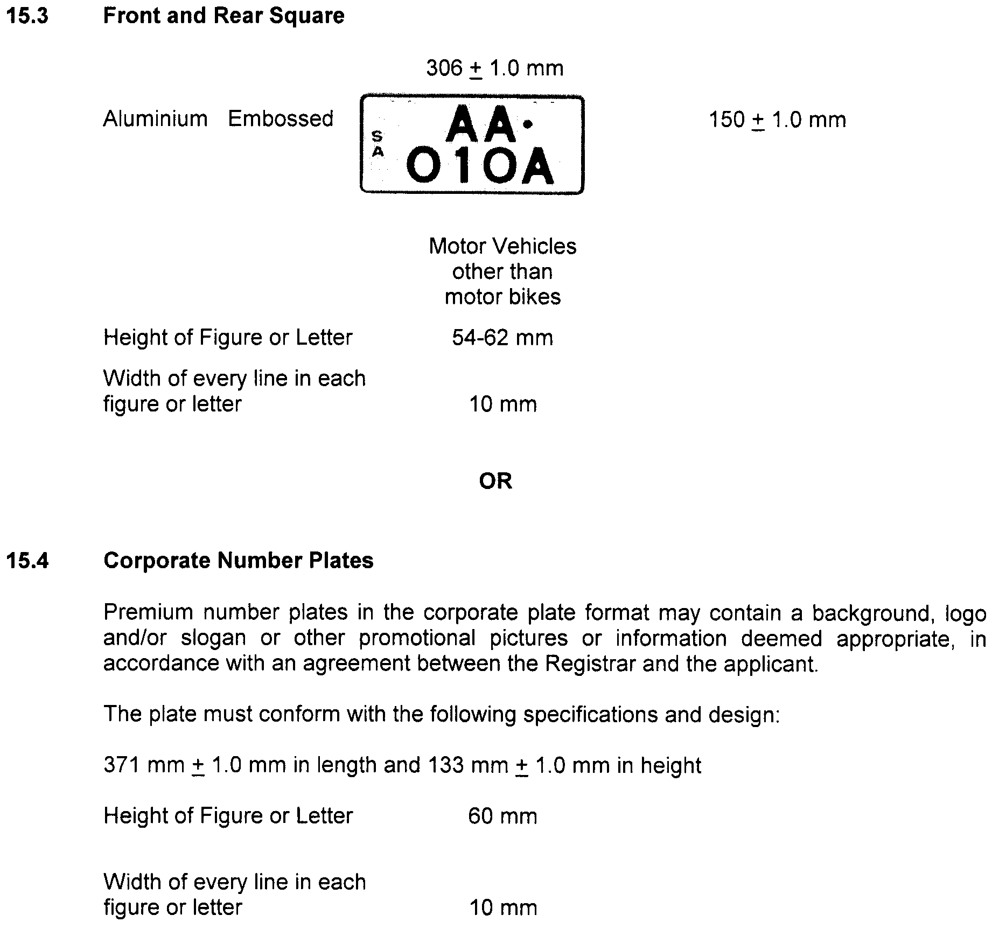 15.3 Front and Rear Square
306 ± 1.0 mm
Aluminium Embossed
S
A
AA·
010A
150 ± 1.0 mm
Motor Vehicles
other than
motor bikes
Height of Figure or Letter 54-62 mm
Width of every line in each
figure or letter 10 mm
OR
15.4 Corporate Number Plates
Premium number plates in the corporate plate format may contain a background, logo
and/or slogan or other promotional pictures or information deemed appropriate, in
accordance with an agreement between the Registrar and the applicant.
The plate must conform with the following specifications and design:
371 mm ± 1.0 mm in length and 133 mm ± 1.0 mm in height
Height of Figure or Letter 60 mm
Width of every line in each
figure or letter 10 mm